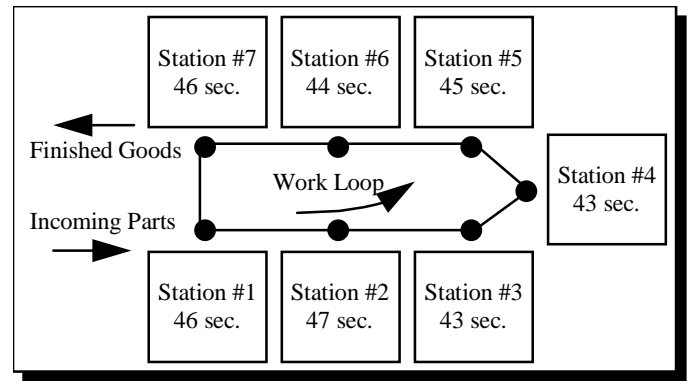 Station #7
46 sec.
Station #6
44 sec.
Station #5
45 sec.
Finished Goods
Station #4
43 sec.
Work Loop
Incoming Parts
Station #1
46 sec.
Station #2
47 sec.
Station #3
43 sec.